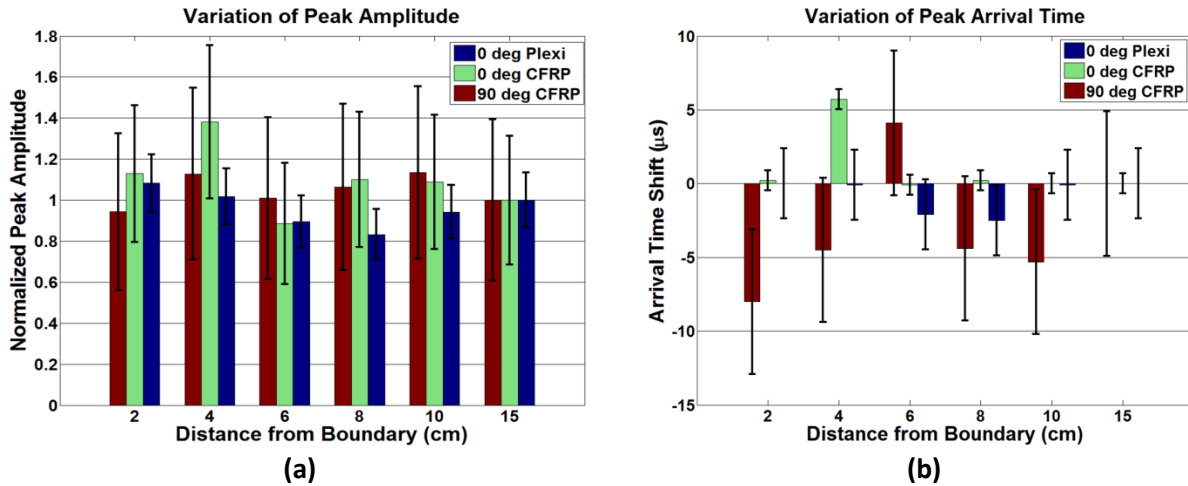 Variation of Peak Amplitude
Normalized Peak Amplitude
1.8
1.6
1.4
1.2
1
0.8
0.6
0.4
0.2
0
0 deg Plexi
0 deg CFRP
90 deg CFRP
2 4 6 8 10 15
Distance from Boundary (cm)
(a)
Variation of Peak Arrival Time
Arrival Time Shift (μs)
10
5
0
-5
-10
-15
0 deg Plexi
0 deg CFRP
90 deg CFRP
2 4 6 8 10 15
Distance from Boundary (cm)
(b)